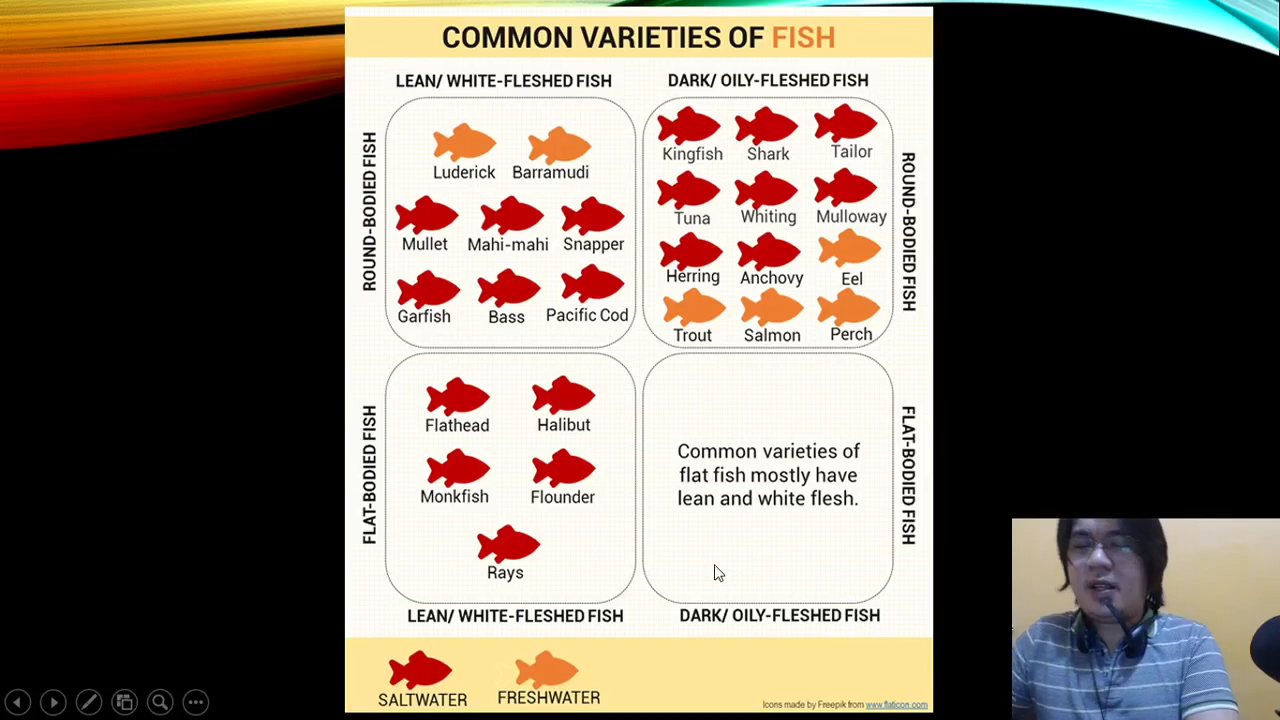 COMMON VARIETIES OF FISH
LEAN/ WHITE-FLESHED FISH
DARK/ OILY-FLESHED FISH
ROUND-BODIED FISH
Luderick
Barramudi
Mullet
Mahi-mahi
Snapper
Garfish
Bass
Pacific Cod
Kingfish
Shark
Tailor
Tuna
Whiting
Mulloway
Herring
Anchovy
Eel
Trout
Salmon
Perch
ROUND-BODIED FISH
FLAT-BODIED FISH
Flathead
Halibut
Monkfish
Flounder
Rays
Common varieties of
flat fish mostly have
lean and white flesh.
FLAT-BODIED FISH
LEAN/ WHITE-FLESHED FISH
DARK/ OILY-FLESHED FISH
SALTWATER
FRESHWATER
Icons made by Freepik from www.flaticon.com